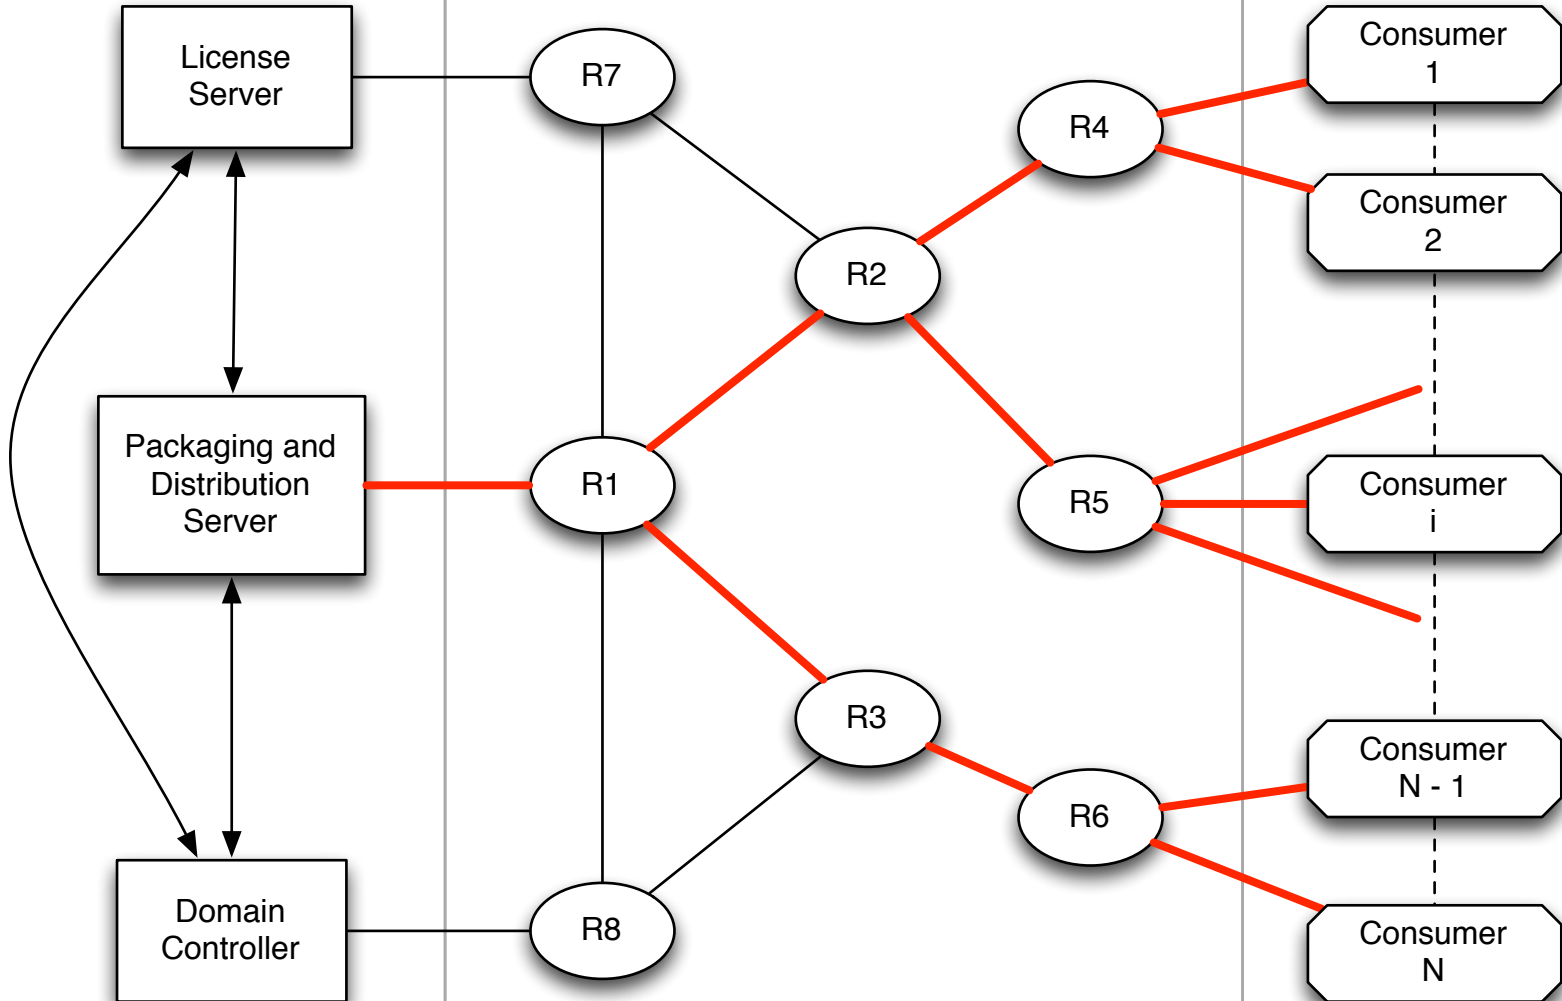 License
Server
R7
R4
Consumer
1
Consumer
2
R2
Packaging and
Distribution
Server
R1
R5
Consumer
i
R3
R6
Consumer
N - 1
Domain
Controller
R8
Consumer
N